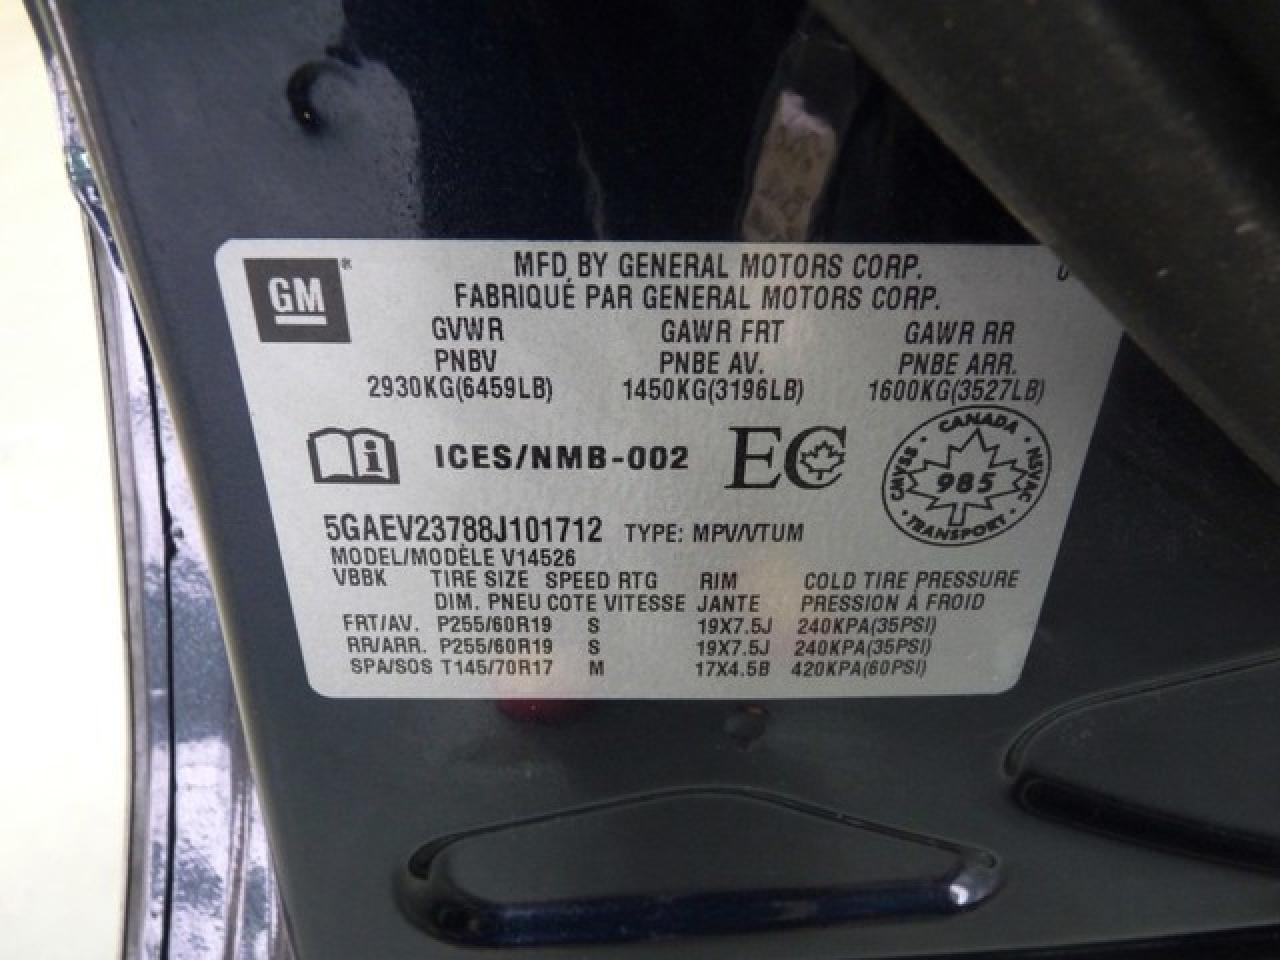 GM®
MFD. BY GENERAL MOTORS CORP.
FABRIQUÉ PAR GENERAL MOTORS CORP.
GVWR GAWR FRT GAWR RR
PNBV PNBE AV. PNBE ARR.
2930KG(6459LB) 1450KG(3196LB) 1600KG(3527LB)
i ICES/NMB-002 EC
CANADA
CMVSS 985 NSVAC
TRANSPORT
5GAEV23788J101712 TYPE: MPV/VTUM
MODEL/MODÈLE V14526
VBBK TIRE SIZE SPEED RTG RIM COLD TIRE PRESSURE
DIM. PNEU COTE VITESSE JANTE PRESSION À FROID
FRT/AV. P255/60R19 S 19X7.5J 240KPA(35PSI)
RR/ARR. P255/60R19 S 19X7.5J 240KPA(35PSI)
SPA/SOS T145/70R17 M 17X4.5B 420KPA(60PSI)